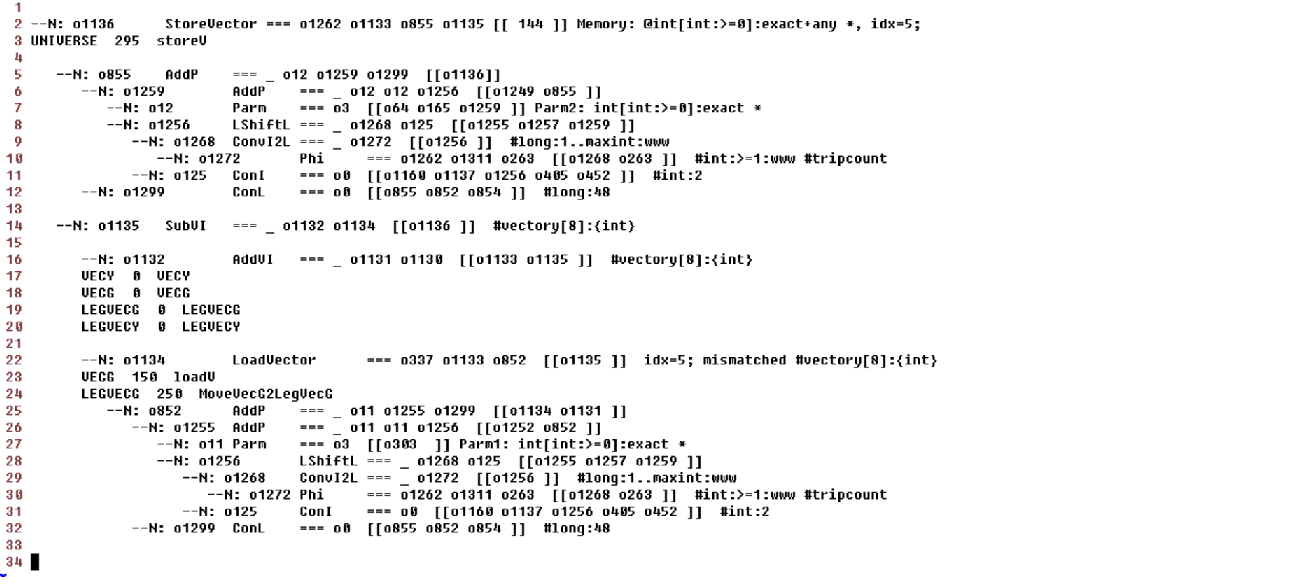 1
2 --N: o1136 StoreVector === o1262 o1133 o855 o1135 [[ 144 ]] Memory: @int[int:>=0]:exact+any *, idx=5;
3 UNIVERSE 295 storeV
4
5 --N: o855 AddP === _ o12 o1259 o1299 [[o1136]]
6 --N: o1259 AddP === _ o12 o12 o1256 [[o1249 o855 ]]
7 --N: o12 Parm === o3 [[o64 o165 o1259 ]] Parm2: int[int:>=0]:exact *
8 --N: o1256 LShiftL === _ o1268 o125 [[o1255 o1257 o1259 ]]
9 --N: o1268 ConvI2L === _ o1272 [[o1256 ]] #long:1..maxint:www
10 --N: o1272 Phi === o1262 o1311 o263 [[o1268 o263 ]] #int:>=1:www #tripcount
11 --N: o125 ConI === o0 [[o1160 o1137 o1256 o405 o452 ]] #int:2
12 --N: o1299 ConL === o0 [[o855 o852 o854 ]] #long:48
13
14 --N: o1135 SubVI === _ o1132 o1134 [[o1136 ]] #vectory[8]:{int}
15
16 --N: o1132 AddVI === _ o1131 o1130 [[o1133 o1135 ]] #vectory[8]:{int}
17 VECY 0 VECY
18 VECG 0 VECG
19 LEGVECG 0 LEGVECG
20 LEGVECY 0 LEGVECY
21
22 --N: o1134 LoadVector === o337 o1133 o852 [[o1135 ]] idx=5; mismatched #vectory[8]:{int}
23 VECG 150 loadV
24 LEGVECG 250 MoveVecG2LegVecG
25 --N: o852 AddP === _ o11 o1255 o1299 [[o1134 o1131 ]]
26 --N: o1255 AddP === _ o11 o11 o1256 [[o1252 o852 ]]
27 --N: o11 Parm === o3 [[o303 ]] Parm1: int[int:>=0]:exact *
28 --N: o1256 LShiftL === _ o1268 o125 [[o1255 o1257 o1259 ]]
29 --N: o1268 ConvI2L === _ o1272 [[o1256 ]] #long:1..maxint:www
30 --N: o1272 Phi === o1262 o1311 o263 [[o1268 o263 ]] #int:>=1:www #tripcount
31 --N: o125 ConI === o0 [[o1160 o1137 o1256 o405 o452 ]] #int:2
32 --N: o1299 ConL === o0 [[o855 o852 o854 ]] #long:48
33
34